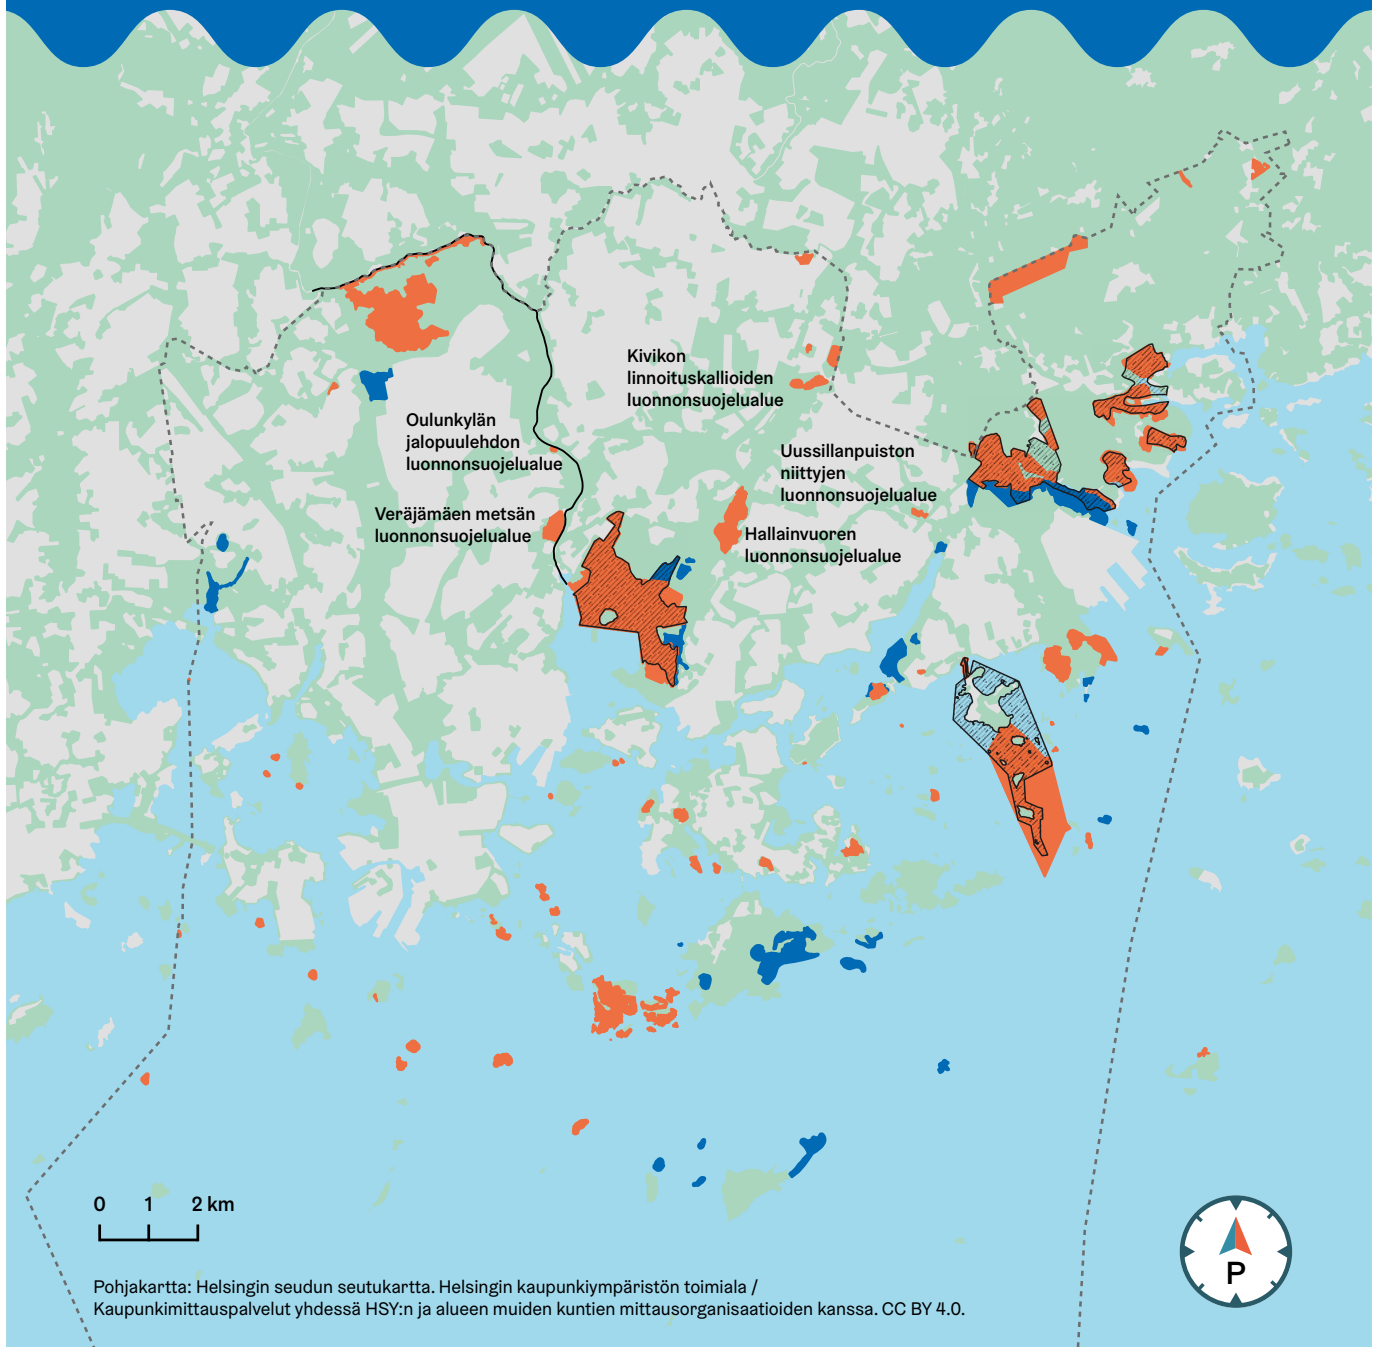 Kivikon
linnoituskallioiden
luonnonsuojelualue
Oulunkylän
jalopuulehdon
luonnonsuojelualue
Uussillanpuiston
niittyjen
luonnonsuojelualue
Veräjämäen metsän
luonnonsuojelualue
Hallainvuoren
luonnonsuojelualue
0 1 2 km
P
Pohjakartta: Helsingin seudun seutukartta. Helsingin kaupunkiympäristön toimiala /
Kaupunkimittauspalvelut yhdessä HSY:n ja alueen muiden kuntien mittausorganisaatioiden kanssa. CC BY 4.0.